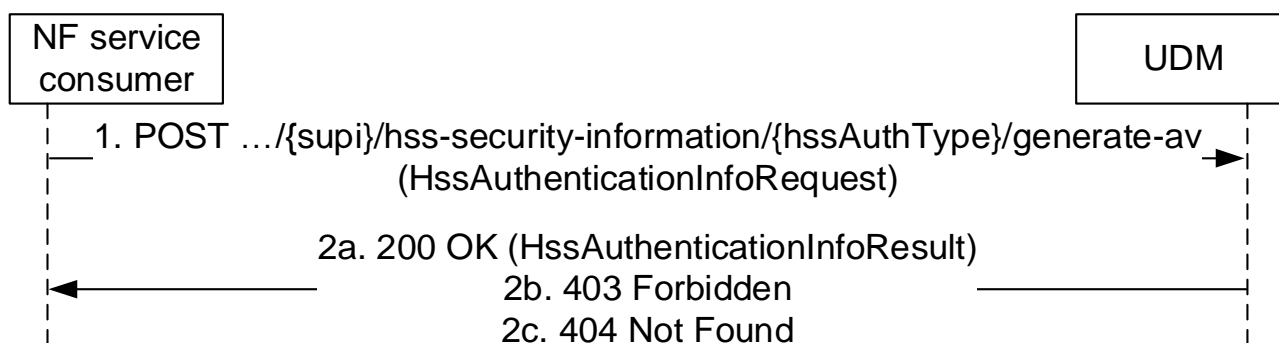 NF service
consumer
UDM
1. POST …/{supi}/hss-security-information/{hssAuthType}/generate-av
(HssAuthenticationInfoRequest)
2a. 200 OK (HssAuthenticationInfoResult)
2b. 403 Forbidden
2c. 404 Not Found